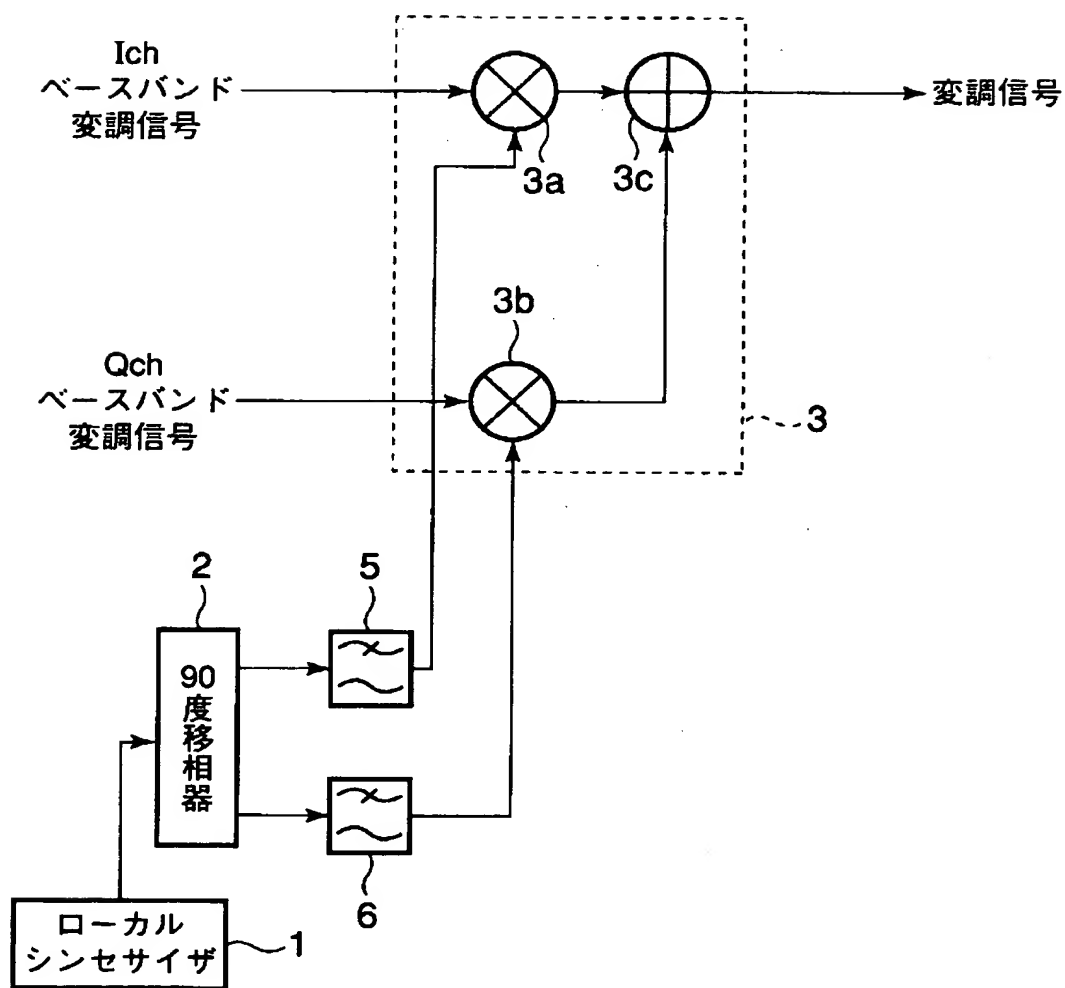 Ich
ベースバンド
変調信号
変調信号
3a
3c
3b
Qch
ベースバンド
変調信号
3
2
5
90
度
移
相
器
6
ローカル
シンセサイザ
1